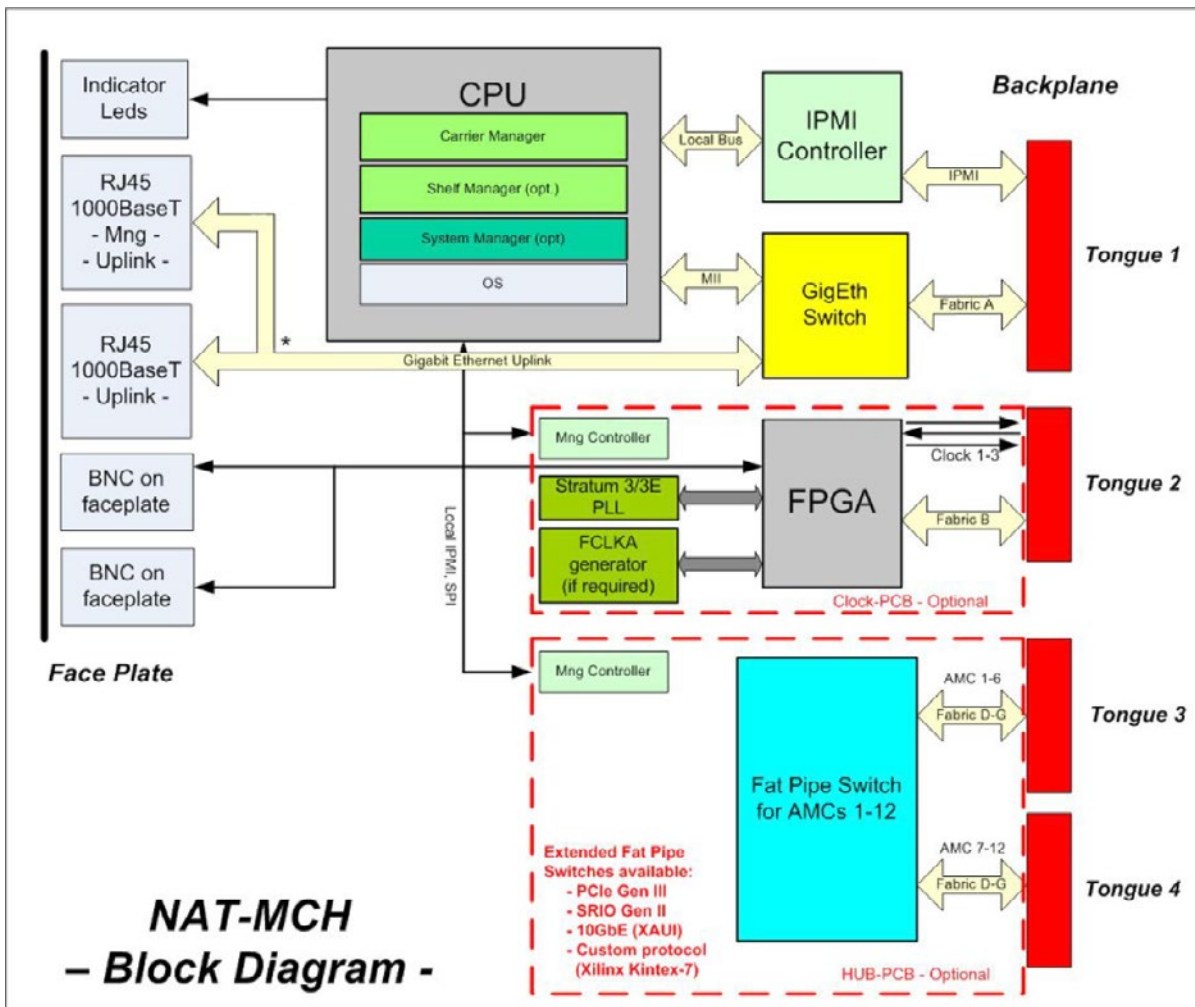 Indicator
Leds
RJ45
1000BaseT
- Mng -
- Uplink -
RJ45
1000BaseT
- Uplink -
BNC on
faceplate
BNC on
faceplate
Face Plate
CPU
Carrier Manager
Shelf Manager (opt.)
System Manager (opt)
OS
Local Bus
IPMI
Controller
IPMI
Backplane
MII
GigEth
Switch
Fabric A
Tongue 1
*
Gigabit Ethernet Uplink
Local IPMI, SPI
Mng Controller
Stratum 3/3E
PLL
FCLKA
generator
(if required)
FPGA
Clock 1-3
Fabric B
Clock-PCB - Optional
Tongue 2
Mng Controller
Fat Pipe Switch
for AMCs 1-12
AMC 1-6
Fabric D-G
Tongue 3
AMC 7-12
Fabric D-G
Tongue 4
Extended Fat Pipe
Switches available:
- PCIe Gen III
- SRIO Gen II
- 10GbE (XAUI)
- Custom protocol
(Xilinx Kintex-7)
HUB-PCB - Optional
NAT-MCH
– Block Diagram -